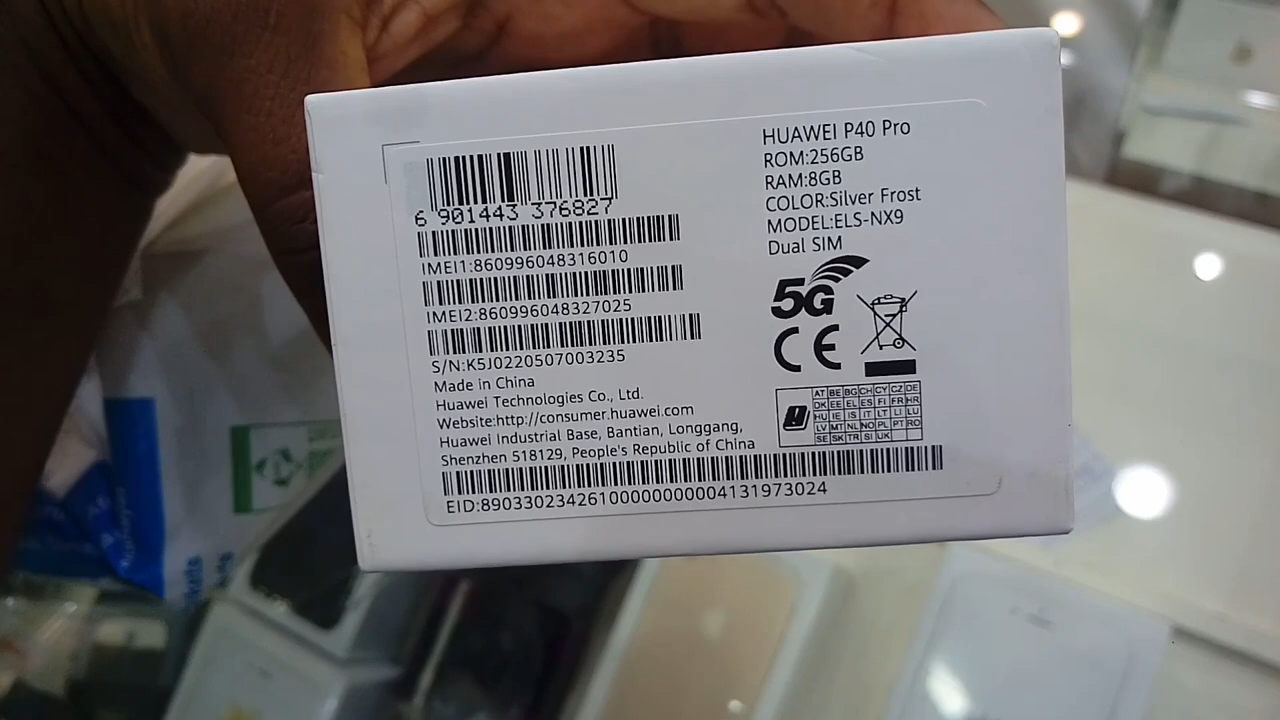 6 901443 376827
IMEI1:860996048316010
IMEI2:860996048327025
S/N:K5J0220507003235
Made in China
Huawei Technologies Co., Ltd.
Website:http://consumer.huawei.com
Huawei Industrial Base, Bantian, Longgang,
Shenzhen 518129, People's Republic of China
EID:89033023426100000000004131973024
HUAWEI P40 Pro
ROM:256GB
RAM:8GB
COLOR:Silver Frost
MODEL:ELS-NX9
Dual SIM
5G
CE
AT BE BG CH CY CZ DE
DK EE EL ES FI FR HR
HU IE IS IT LT LI LU
LV MT NL NO PL PT RO
SE SK TR SI UK